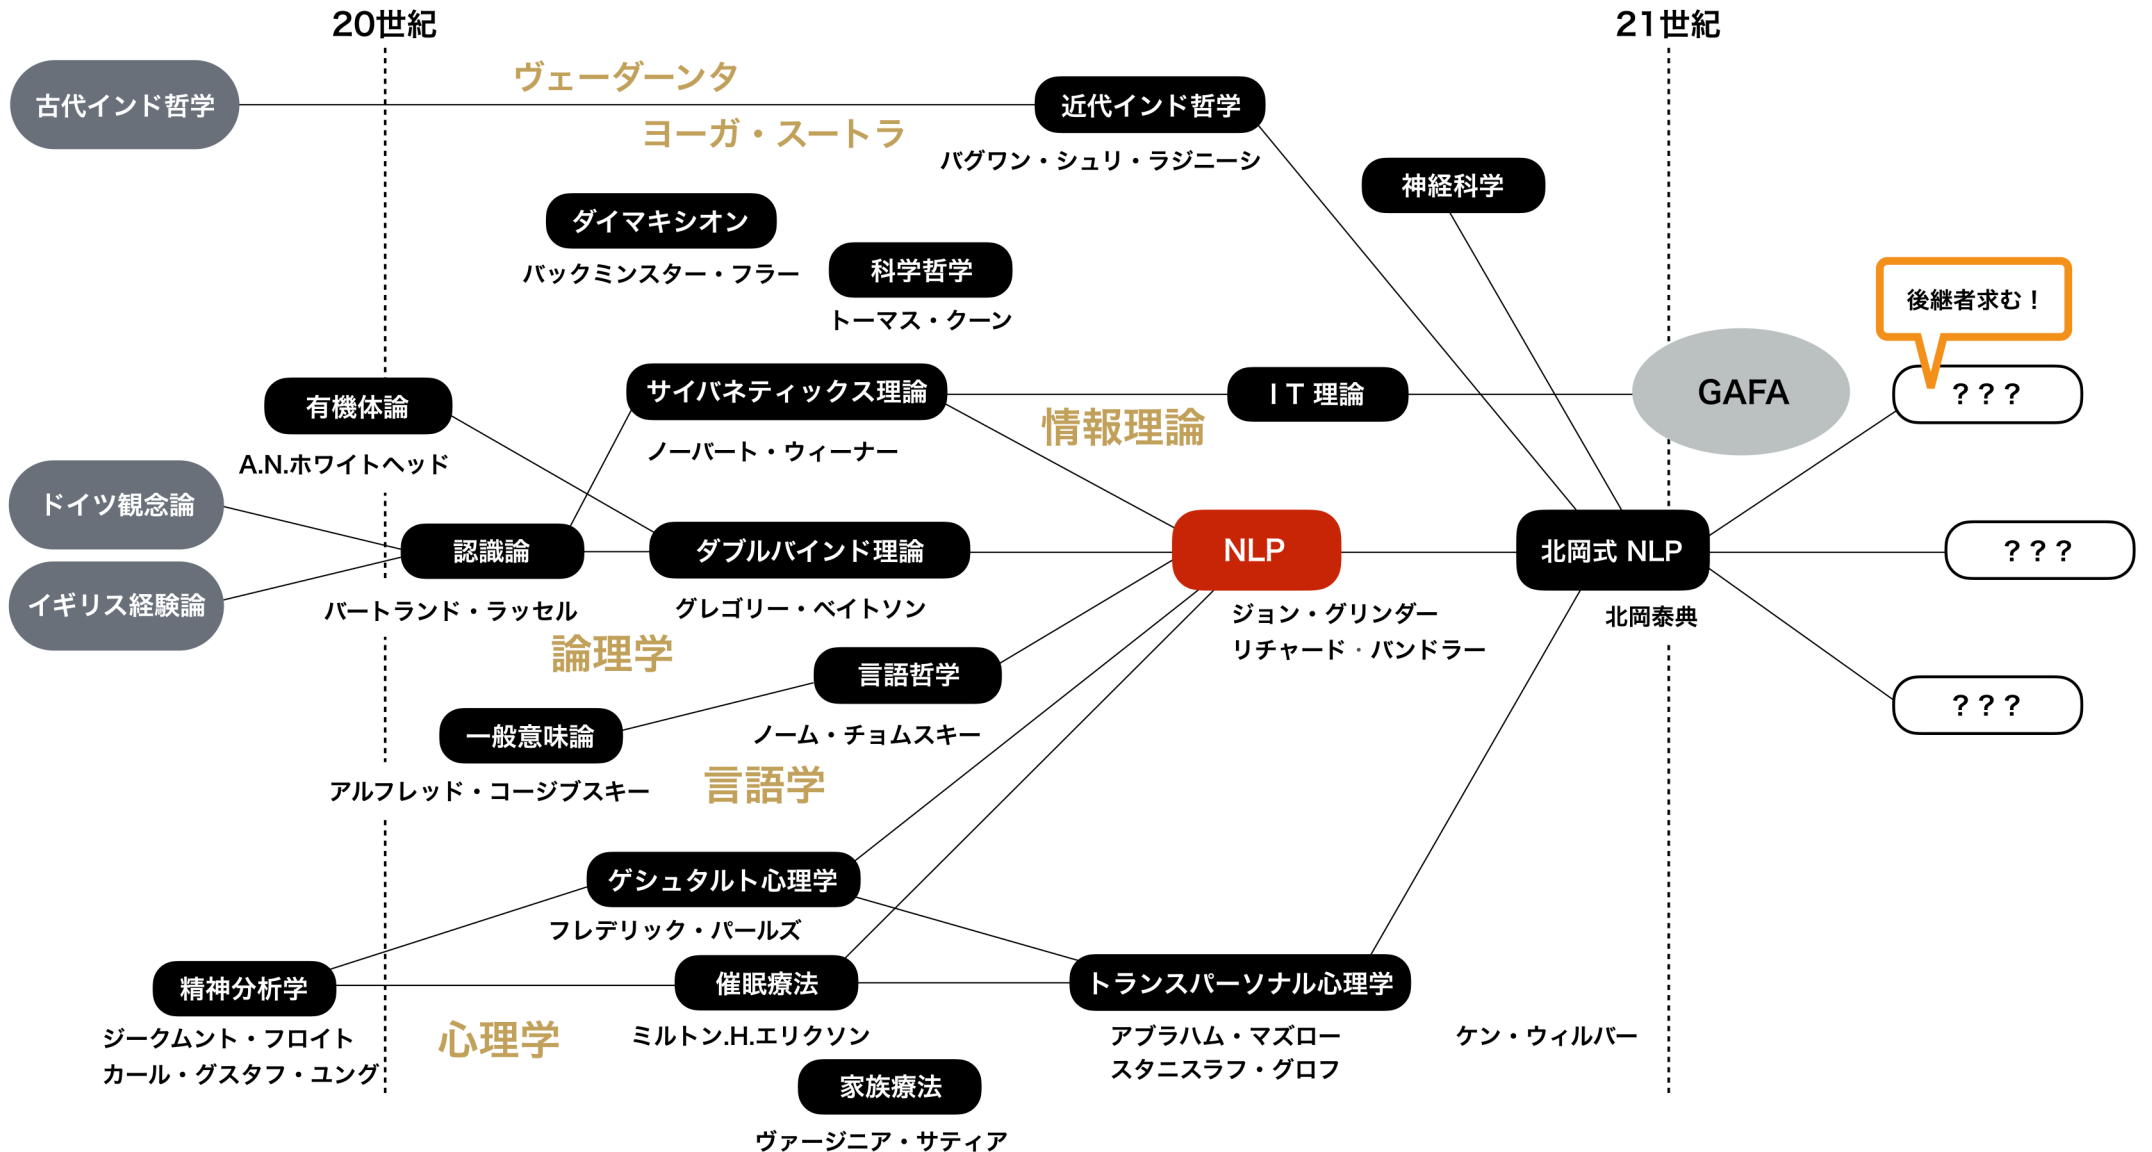 20世紀
21世紀
ヴェーダーンタ
古代インド哲学
近代インド哲学
ヨーガ・スートラ
バグワン・シュリ・ラジニーシ
神経科学
ダイマキシオン
バックミンスター・フラー
科学哲学
トーマス・クーン
後継者求む！
有機体論
A.N.ホワイトヘッド
サイバネティックス理論
ノーバート・ウィーナー
情報理論
ＩＴ 理論
GAFA
？？？
ドイツ観念論
イギリス経験論
認識論
バートランド・ラッセル
ダブルバインド理論
グレゴリー・ベイトソン
NLP
ジョン・グリンダー
リチャード・バンドラー
北岡式 NLP
北岡泰典
？？？
論理学
言語哲学
ノーム・チョムスキー
？？？
一般意味論
アルフレッド・コージブスキー
言語学
ゲシュタルト心理学
フレデリック・パールズ
精神分析学
ジークムント・フロイト
カール・グスタフ・ユング
心理学
催眠療法
ミルトン.H.エリクソン
トランスパーソナル心理学
アブラハム・マズロー
スタニスラフ・グロフ
ケン・ウィルバー
家族療法
ヴァージニア・サティア